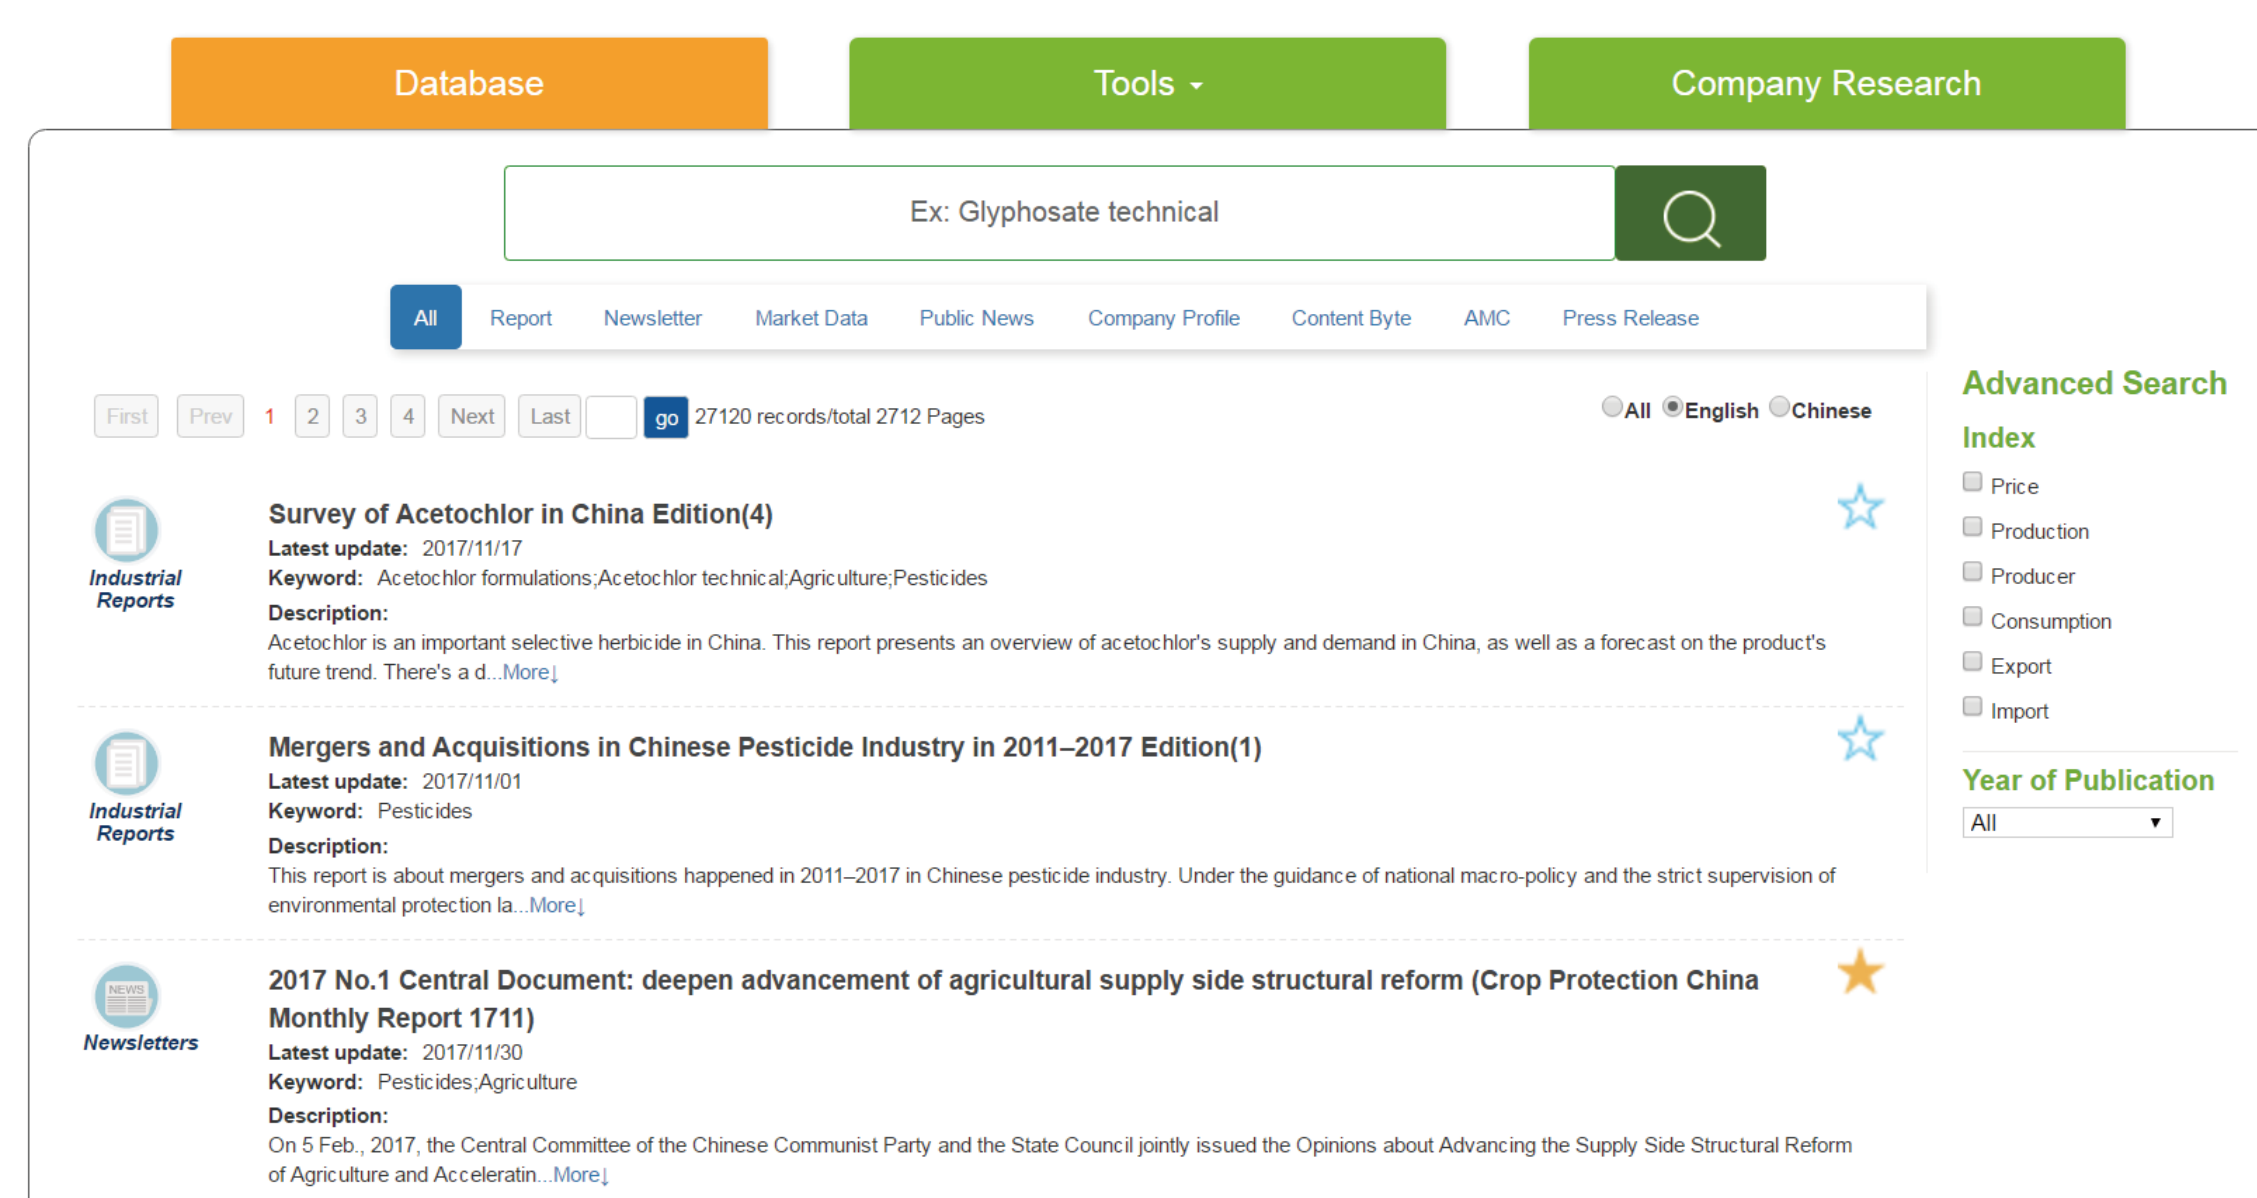 Database
Tools
Company Research
Ex: Glyphosate technical
All Report Newsletter Market Data Public News Company Profile Content Byte AMC Press Release
First Prev 1 2 3 4 Next Last go 27120 records/total 2712 Pages
All English Chinese
Advanced Search
Index
Price
Production
Producer
Consumption
Export
Import
Year of Publication
All
Industrial
Reports
Survey of Acetochlor in China Edition(4)
Latest update: 2017/11/17
Keyword: Acetochlor formulations;Acetochlor technical;Agriculture;Pesticides
Description:
Acetochlor is an important selective herbicide in China. This report presents an overview of acetochlor's supply and demand in China, as well as a forecast on the product's
future trend. There's a d...More↓
Industrial
Reports
Mergers and Acquisitions in Chinese Pesticide Industry in 2011–2017 Edition(1)
Latest update: 2017/11/01
Keyword: Pesticides
Description:
This report is about mergers and acquisitions happened in 2011–2017 in Chinese pesticide industry. Under the guidance of national macro-policy and the strict supervision of
environmental protection la...More↓
NEWS
Newsletters
2017 No.1 Central Document: deepen advancement of agricultural supply side structural reform (Crop Protection China
Monthly Report 1711)
Latest update: 2017/11/30
Keyword: Pesticides;Agriculture
Description:
On 5 Feb., 2017, the Central Committee of the Chinese Communist Party and the State Council jointly issued the Opinions about Advancing the Supply Side Structural Reform
of Agriculture and Acceleratin...More↓